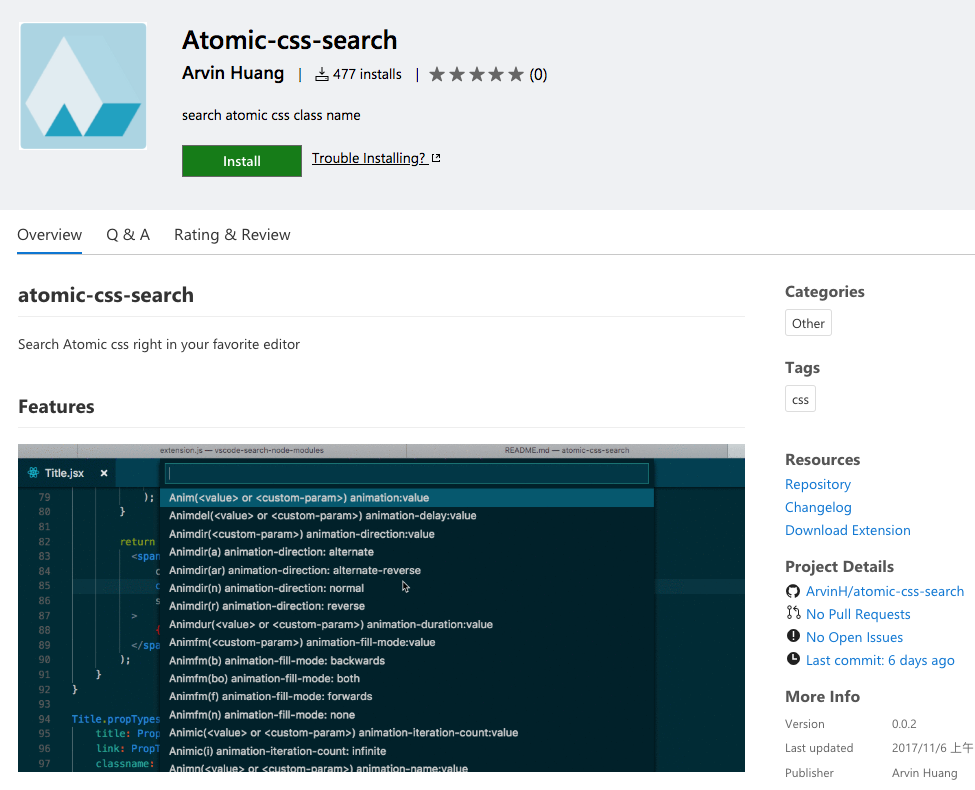 Atomic-css-search
Arvin Huang | 477 installs | (0)
search atomic css class name
Install Trouble Installing?
Overview Q & A Rating & Review
atomic-css-search
Search Atomic css right in your favorite editor
Features
extension.js — vscode-search-node-modules README.md — atomic-css-search
Title.jsx ×
79 );
80 }
81
82 return
83 <span
84 c
85 c
86 s
87 >
88 {
89 </spa
90 );
91 }
92 }
93
94 Title.propTypes
95 title: Prop
96 link: PropT
97 classname:
Anim(<value> or <custom-param>) animation:value
Animdel(<value> or <custom-param>) animation-delay:value
Animdir(<custom-param>) animation-direction:value
Animdir(a) animation-direction: alternate
Animdir(ar) animation-direction: alternate-reverse
Animdir(n) animation-direction: normal
Animdir(r) animation-direction: reverse
Animdur(<value> or <custom-param>) animation-duration:value
Animfm(<custom-param>) animation-fill-mode:value
Animfm(b) animation-fill-mode: backwards
Animfm(bo) animation-fill-mode: both
Animfm(f) animation-fill-mode: forwards
Animfm(n) animation-fill-mode: none
Animic(<value> or <custom-param>) animation-iteration-count:value
Animic(i) animation-iteration-count: infinite
Animn(<value> or <custom-param>) animation-name:value
Categories
Other
Tags
css
Resources
Repository
Changelog
Download Extension
Project Details
ArvinH/atomic-css-search
No Pull Requests
No Open Issues
Last commit: 6 days ago
More Info
Version 0.0.2
Last updated 2017/11/6 上午
Publisher Arvin Huang